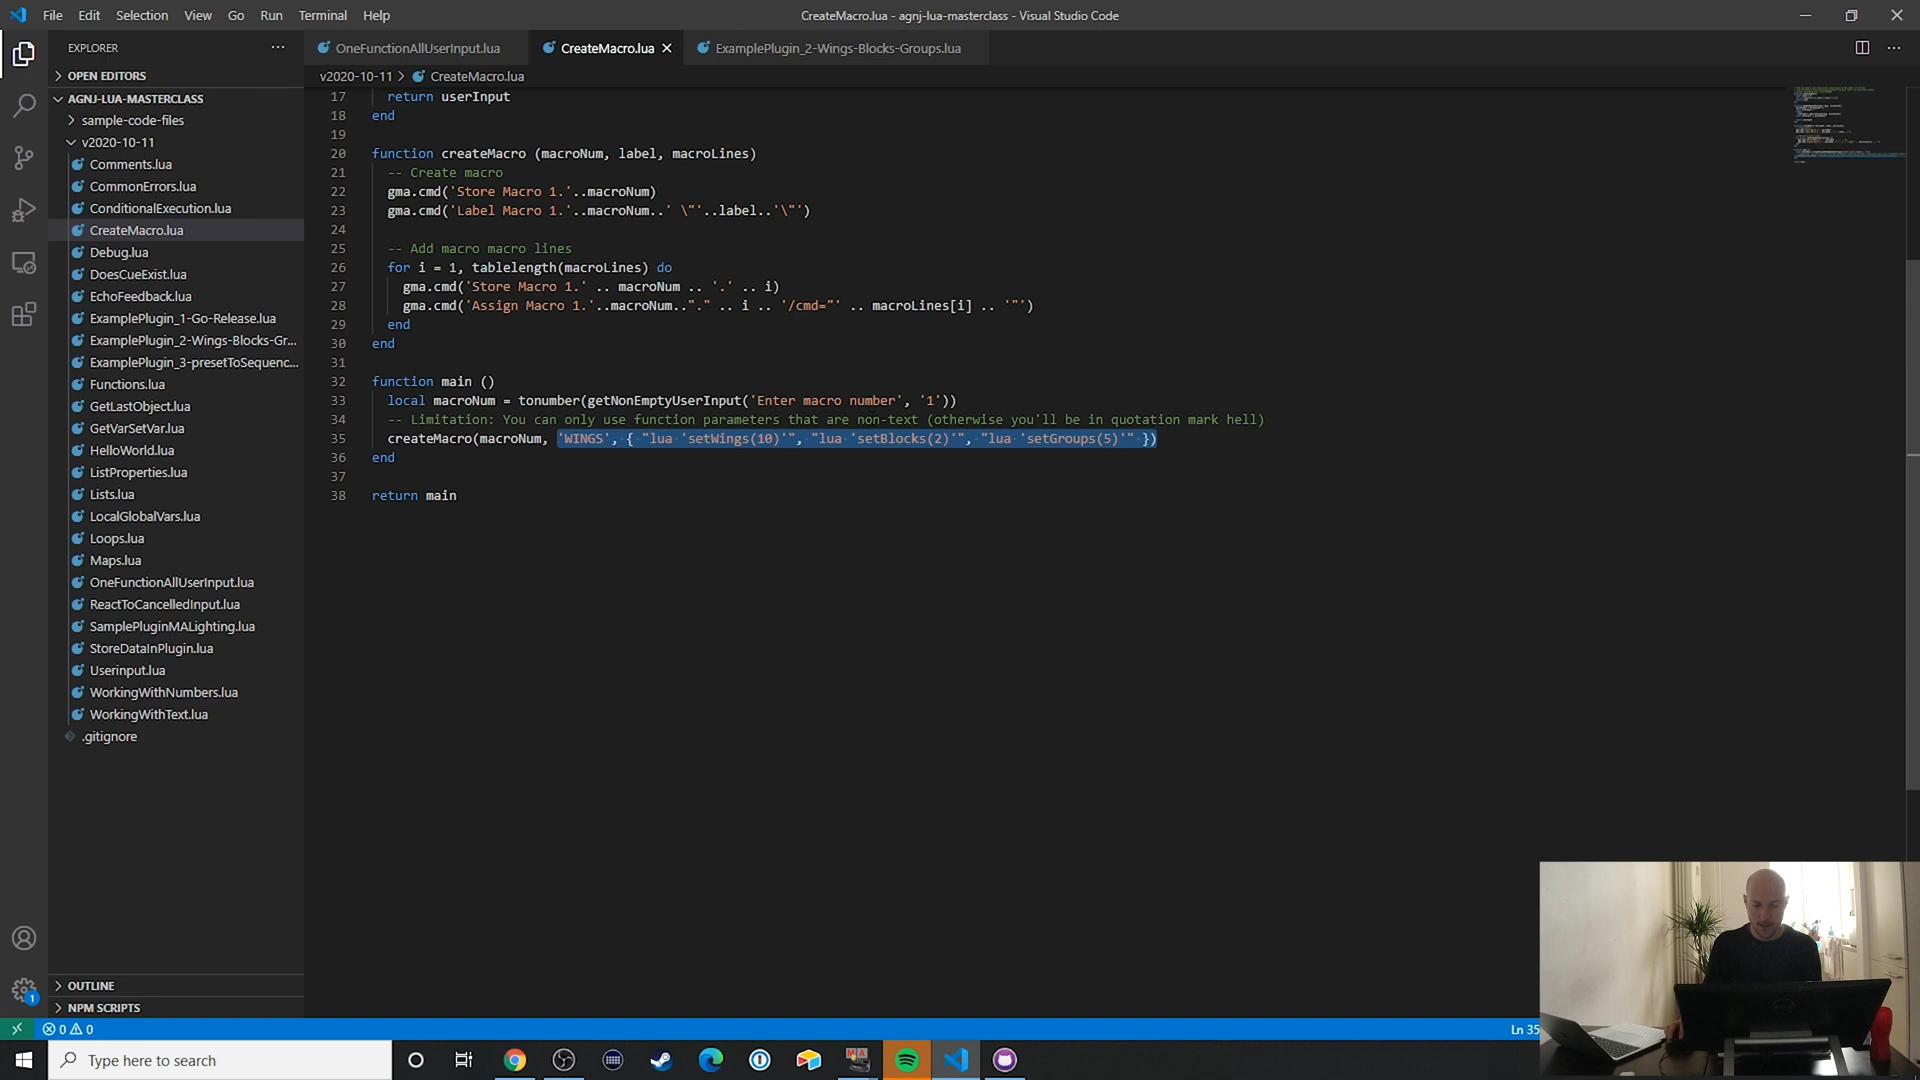 File Edit Selection View Go Run Terminal Help
CreateMacro.lua - agnj-lua-masterclass - Visual Studio Code
EXPLORER
OPEN EDITORS
AGNJ-LUA-MASTERCLASS
sample-code-files
v2020-10-11
Comments.lua
CommonErrors.lua
ConditionalExecution.lua
CreateMacro.lua
Debug.lua
DoesCueExist.lua
EchoFeedback.lua
ExamplePlugin_1-Go-Release.lua
ExamplePlugin_2-Wings-Blocks-Gr...
ExamplePlugin_3-presetToSequenc...
Functions.lua
GetLastObject.lua
GetVarSetVar.lua
HelloWorld.lua
ListProperties.lua
Lists.lua
LocalGlobalVars.lua
Loops.lua
Maps.lua
OneFunctionAllUserInput.lua
ReactToCancelledInput.lua
SamplePluginMALighting.lua
StoreDataInPlugin.lua
Userinput.lua
WorkingWithNumbers.lua
WorkingWithText.lua
.gitignore
OUTLINE
NPM SCRIPTS
OneFunctionAllUserInput.lua
CreateMacro.lua
ExamplePlugin_2-Wings-Blocks-Groups.lua
v2020-10-11 > CreateMacro.lua
17 return userInput
18 end
19
20 function createMacro (macroNum, label, macroLines)
21 -- Create macro
22 gma.cmd('Store Macro 1.'..macroNum)
23 gma.cmd('Label Macro 1.'..macroNum..' \"'..label..'\"')
24
25 -- Add macro macro lines
26 for i = 1, tablelength(macroLines) do
27 gma.cmd('Store Macro 1.' .. macroNum .. '.' .. i)
28 gma.cmd('Assign Macro 1.'..macroNum.."." .. i .. '/cmd="' .. macroLines[i] .. '"')
29 end
30 end
31
32 function main ()
33 local macroNum = tonumber(getNonEmptyUserInput('Enter macro number', '1'))
34 -- Limitation: You can only use function parameters that are non-text (otherwise you'll be in quotation mark hell)
35 createMacro(macroNum, 'WINGS', { "lua 'setWings(10)'", "lua 'setBlocks(2)'", "lua 'setGroups(5)'" })
36 end
37
38 return main
1
0 0
Ln 35
Type here to search